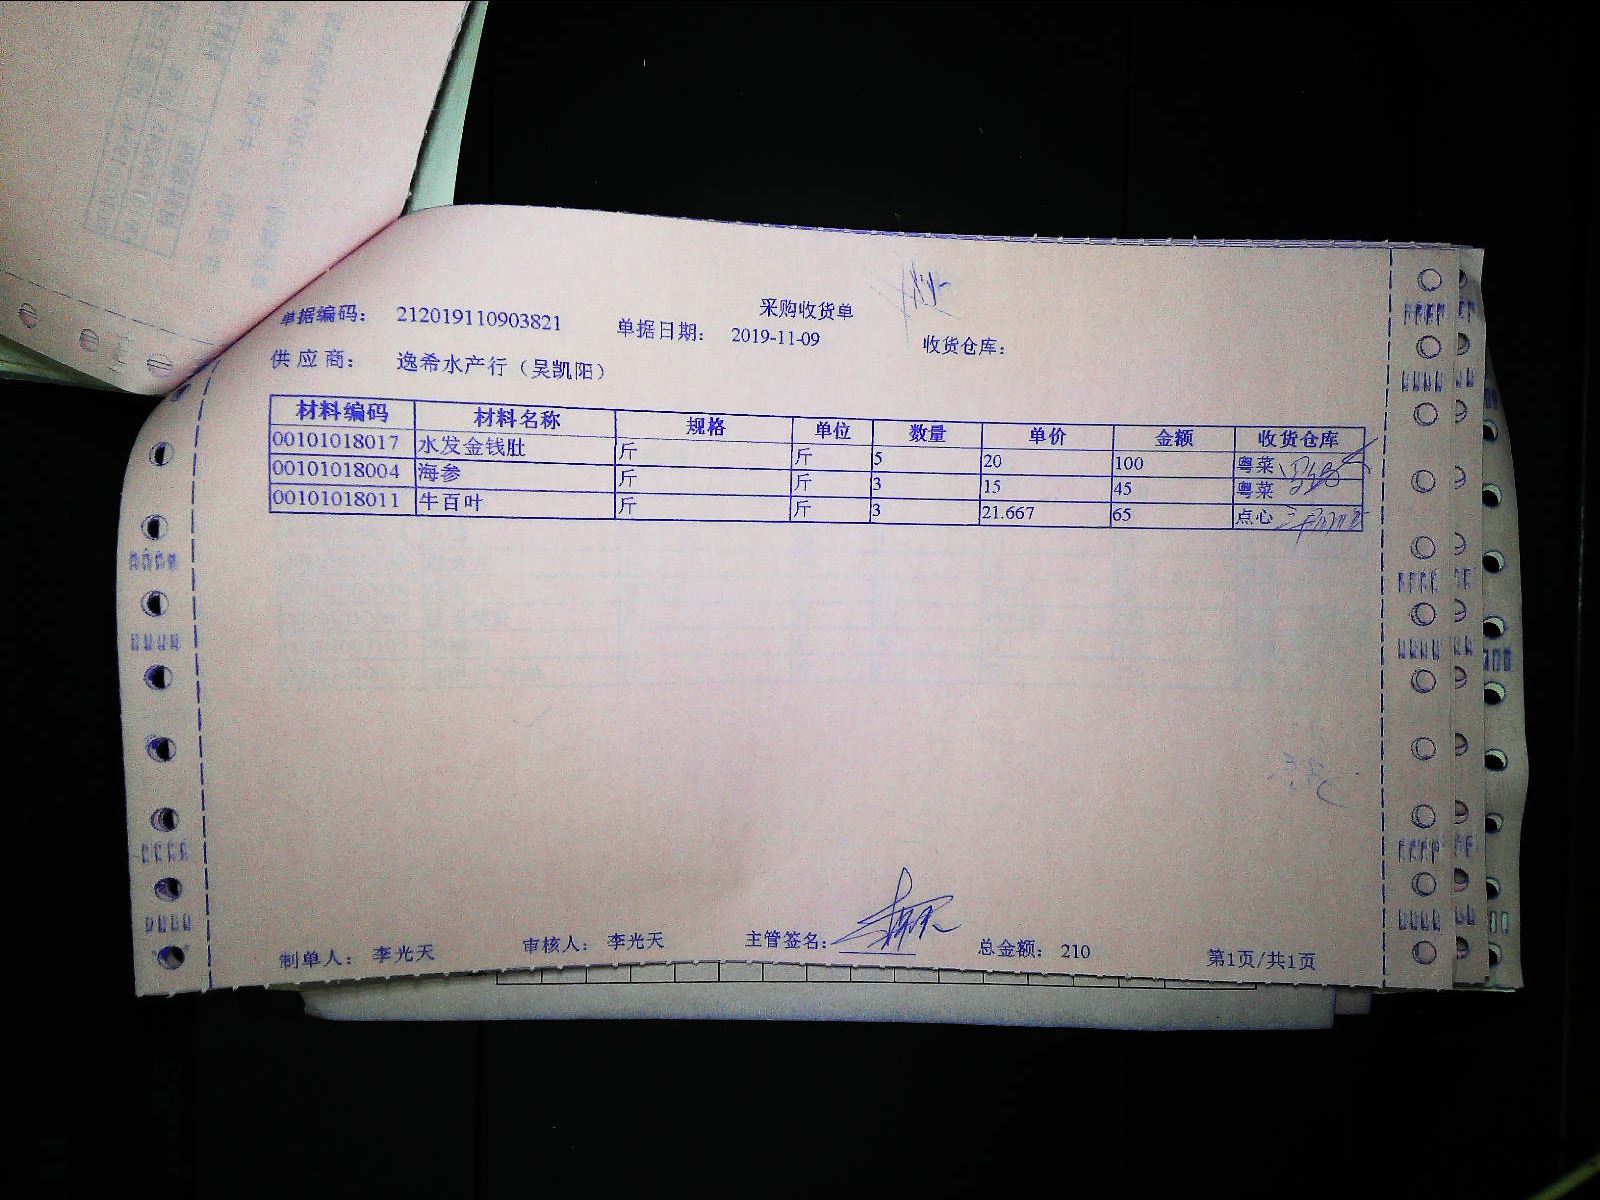 采购收货单
单据编码： 212019110903821 单据日期： 2019-11-09 收货仓库：
供应商： 逸希水产行（吴凯阳）
材料编码 材料名称 规格 单位 数量 单价 金额 收货仓库
00101018017 水发金钱肚 斤 斤 5 20 100 粤菜
00101018004 海参 斤 斤 3 15 45 粤菜
00101018011 牛百叶 斤 斤 3 21.667 65 点心
制单人： 李光天 审核人： 李光天 主管签名： 总金额： 210 第1页/共1页